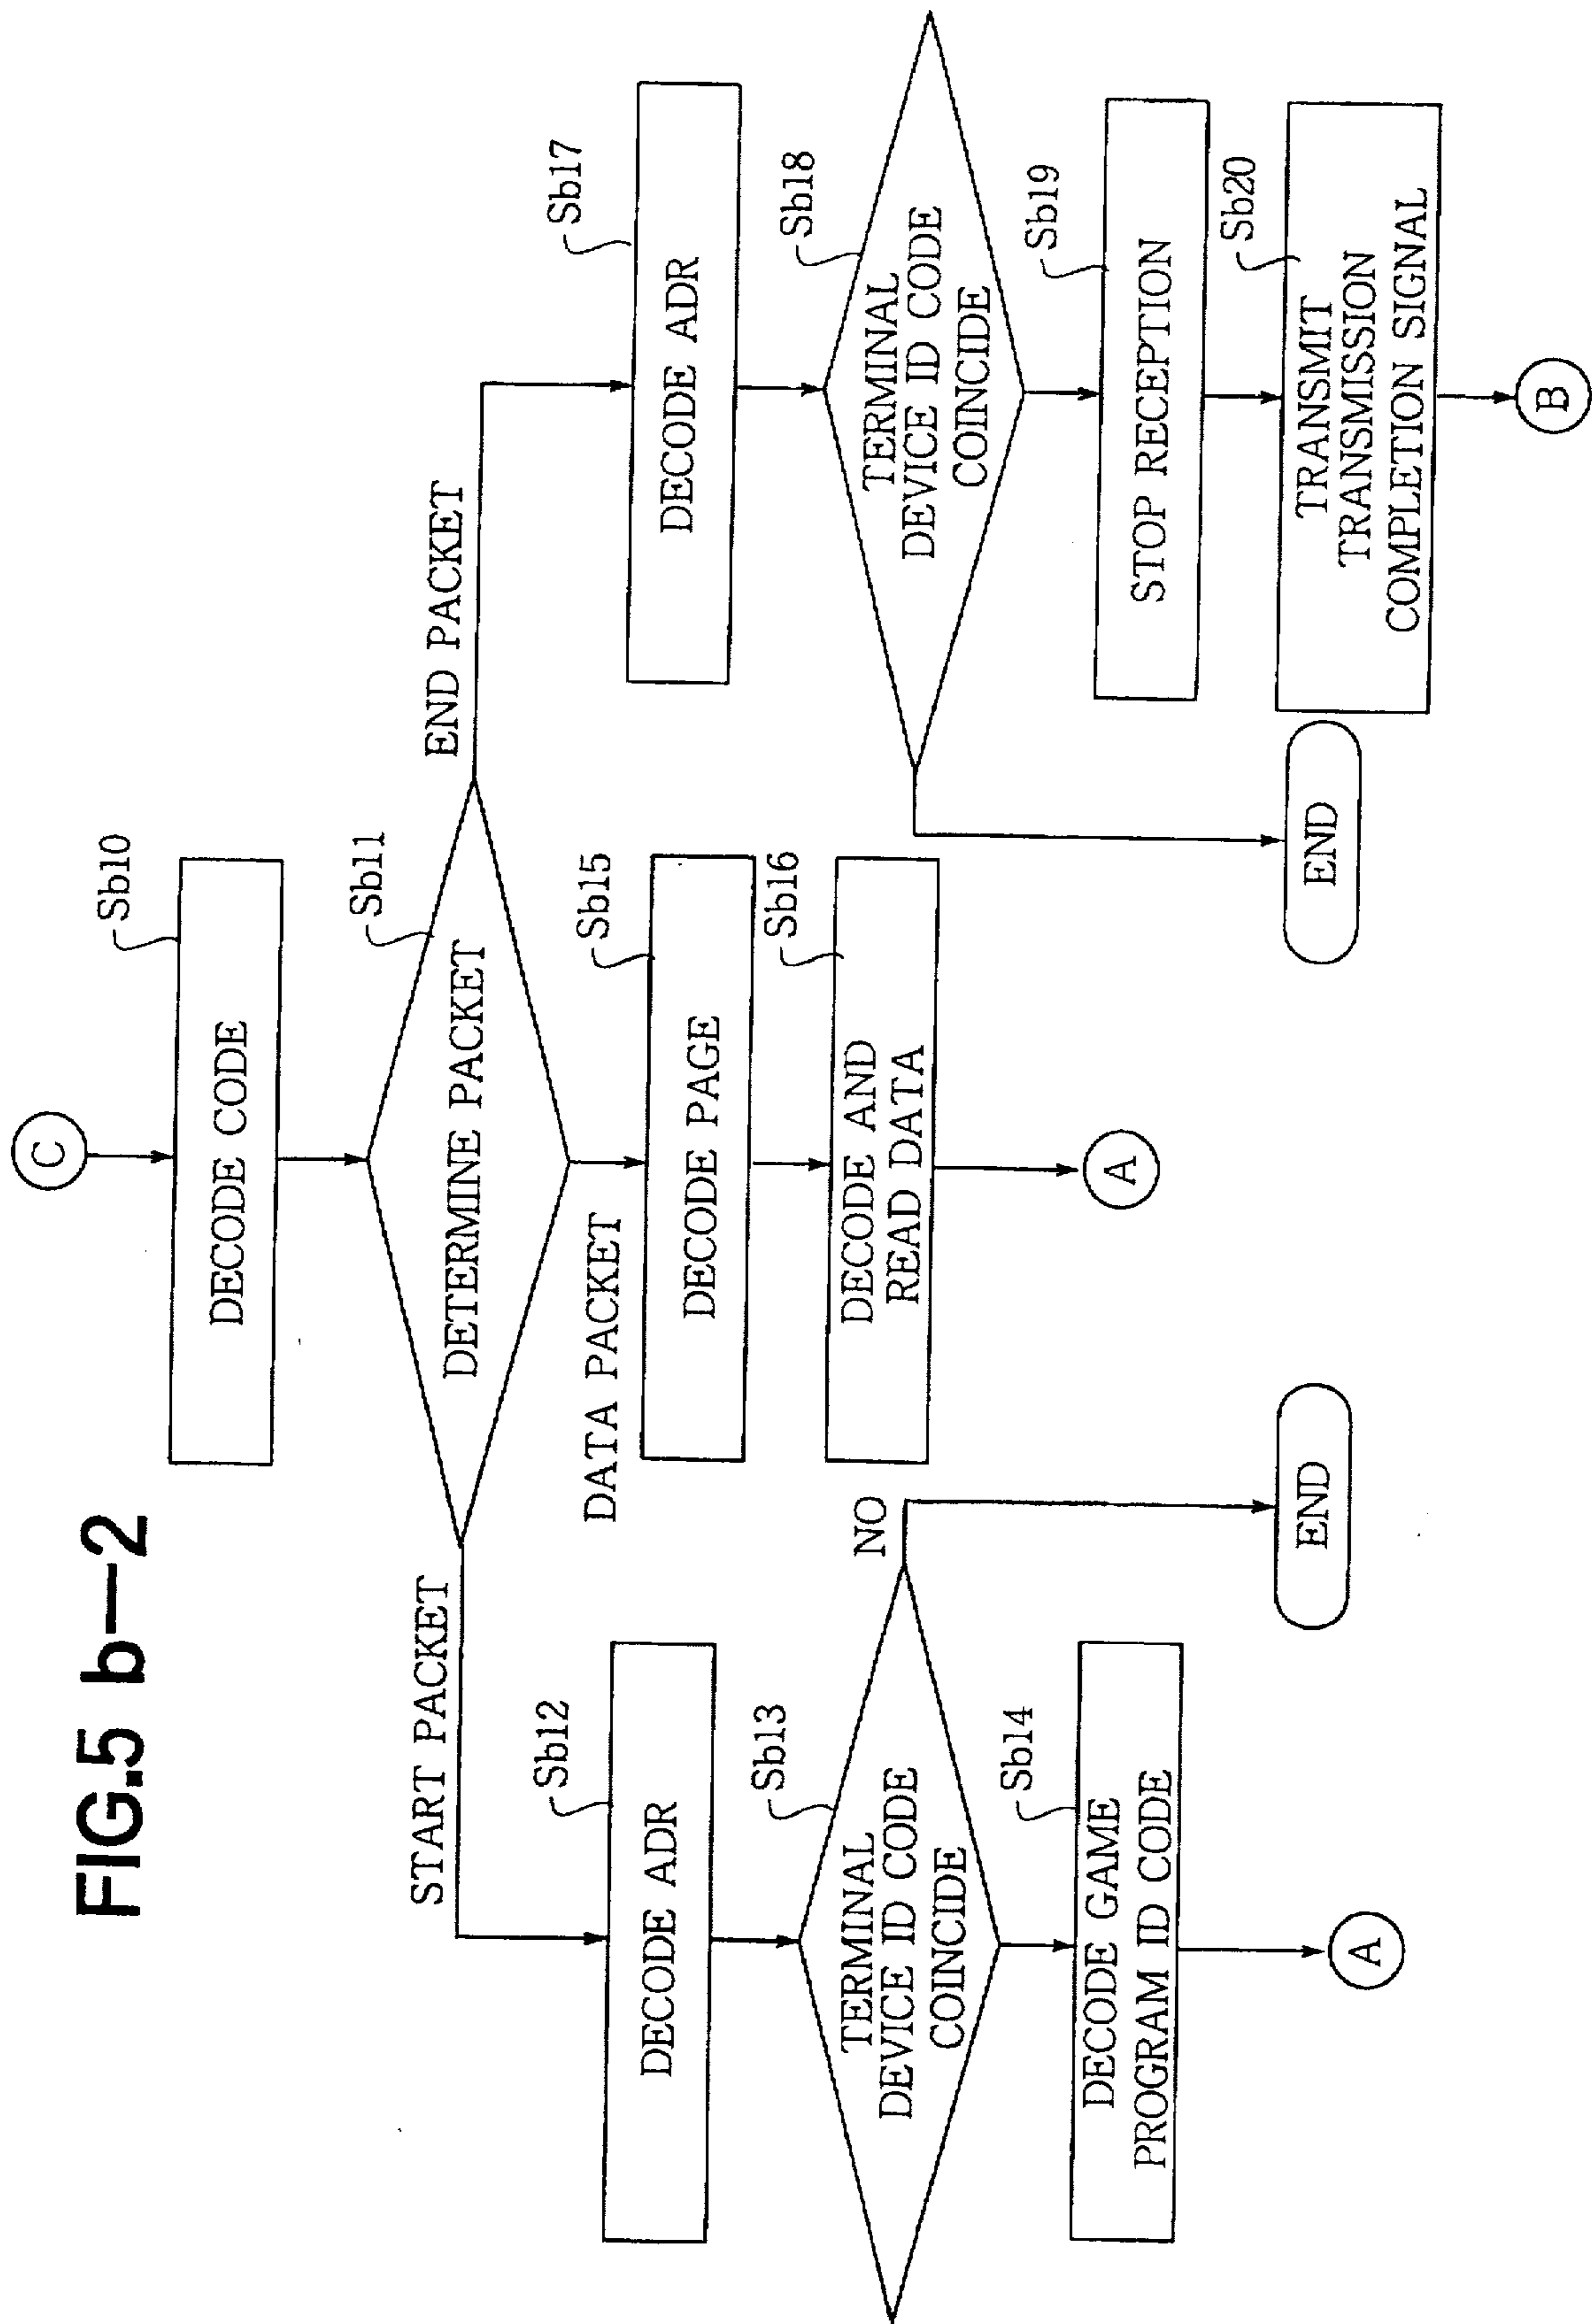 FIG.5 b—2
C
Sb10
DECODE CODE
Sb11
DETERMINE PACKET
START PACKET
DATA PACKET
END PACKET
Sb12
DECODE ADR
Sb13
TERMINAL
DEVICE ID CODE
COINCIDE
NO
Sb14
DECODE GAME
PROGRAM ID CODE
A
END
Sb15
DECODE PAGE
Sb16
DECODE AND
READ DATA
A
Sb17
DECODE ADR
Sb18
TERMINAL
DEVICE ID CODE
COINCIDE
Sb19
STOP RECEPTION
Sb20
TRANSMIT
TRANSMISSION
COMPLETION SIGNAL
END
B